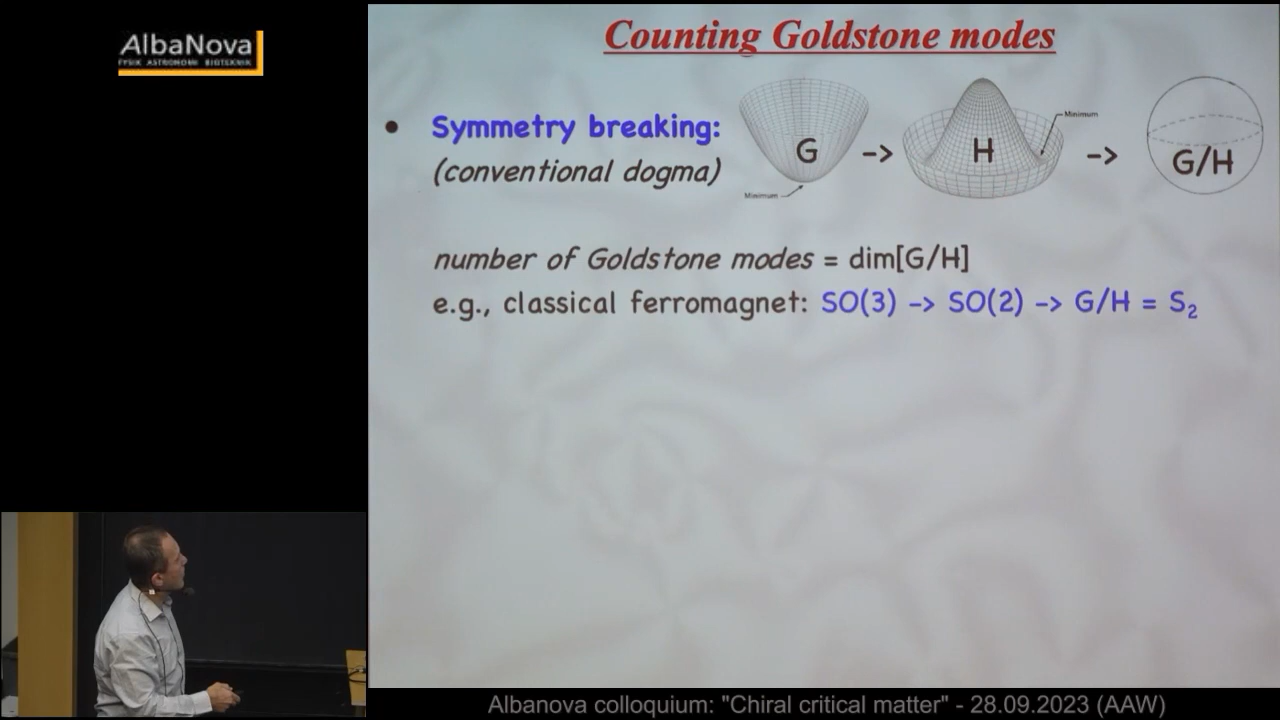 AlbaNova
FYSIK ASTRONOMI BIOTEKNIK
Counting Goldstone modes
• Symmetry breaking:
(conventional dogma)
G
Minimum
->
H
Minimum
->
G/H
number of Goldstone modes = dim[G/H]
e.g., classical ferromagnet: SO(3) -> SO(2) -> G/H = S₂
Albanova colloquium: "Chiral critical matter" - 28.09.2023 (AAW)